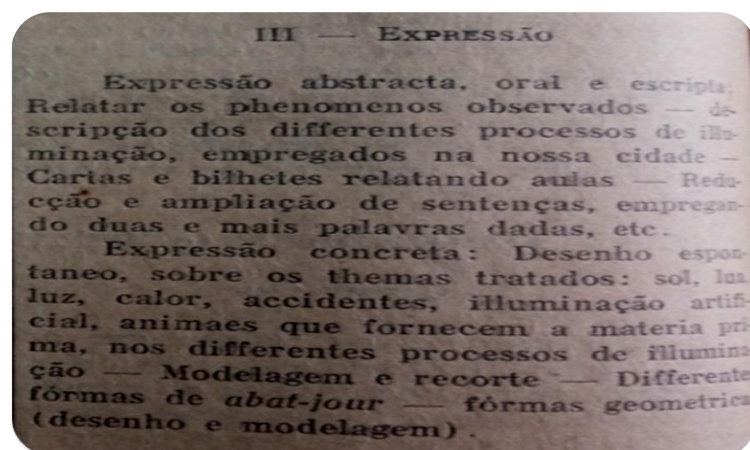 III — EXPRESSÃO
Expressão abstracta, oral e escripta:
Relatar os phenomenos observados — de-
scripção dos differentes processos de illu-
minação, empregados na nossa cidade —
Cartas e bilhetes relatando aulas — Redu-
cção e ampliação de sentenças, empregan-
do duas e mais palavras dadas, etc.
Expressão concreta: Desenho espon-
taneo, sobre os themas tratados: sol, lua
luz, calor, accidentes, illuminação artifi-
cial, animaes que fornecem a materia pri-
ma, nos differentes processos de illumina-
ção — Modelagem e recorte — Differente
fórmas de abat-jour — fórmas geometrica
(desenho e modelagem).